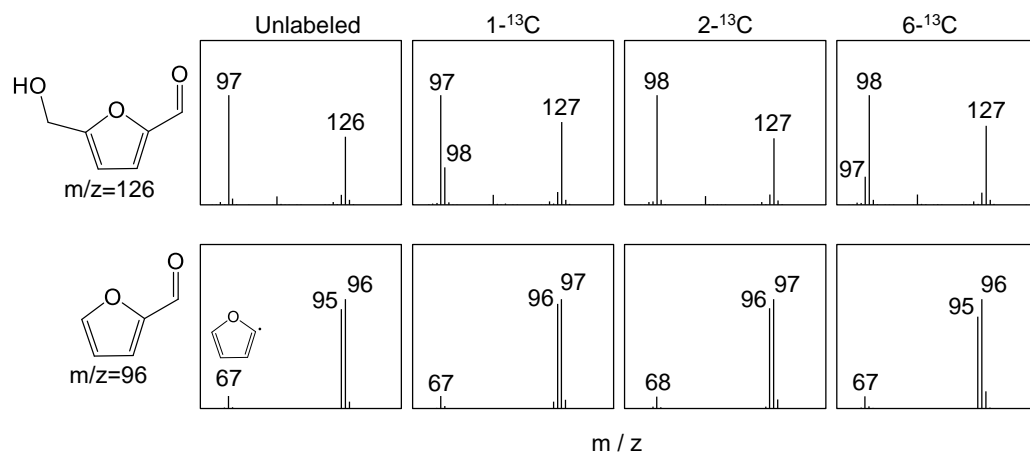 Unlabeled 1-¹³C 2-¹³C 6-¹³C
HO O O
m/z=126
97 126
97 98 127
98 127
97 98 127
O O
m/z=96
O
67 95 96
67 96 97
68 96 97
67 95 96
m / z